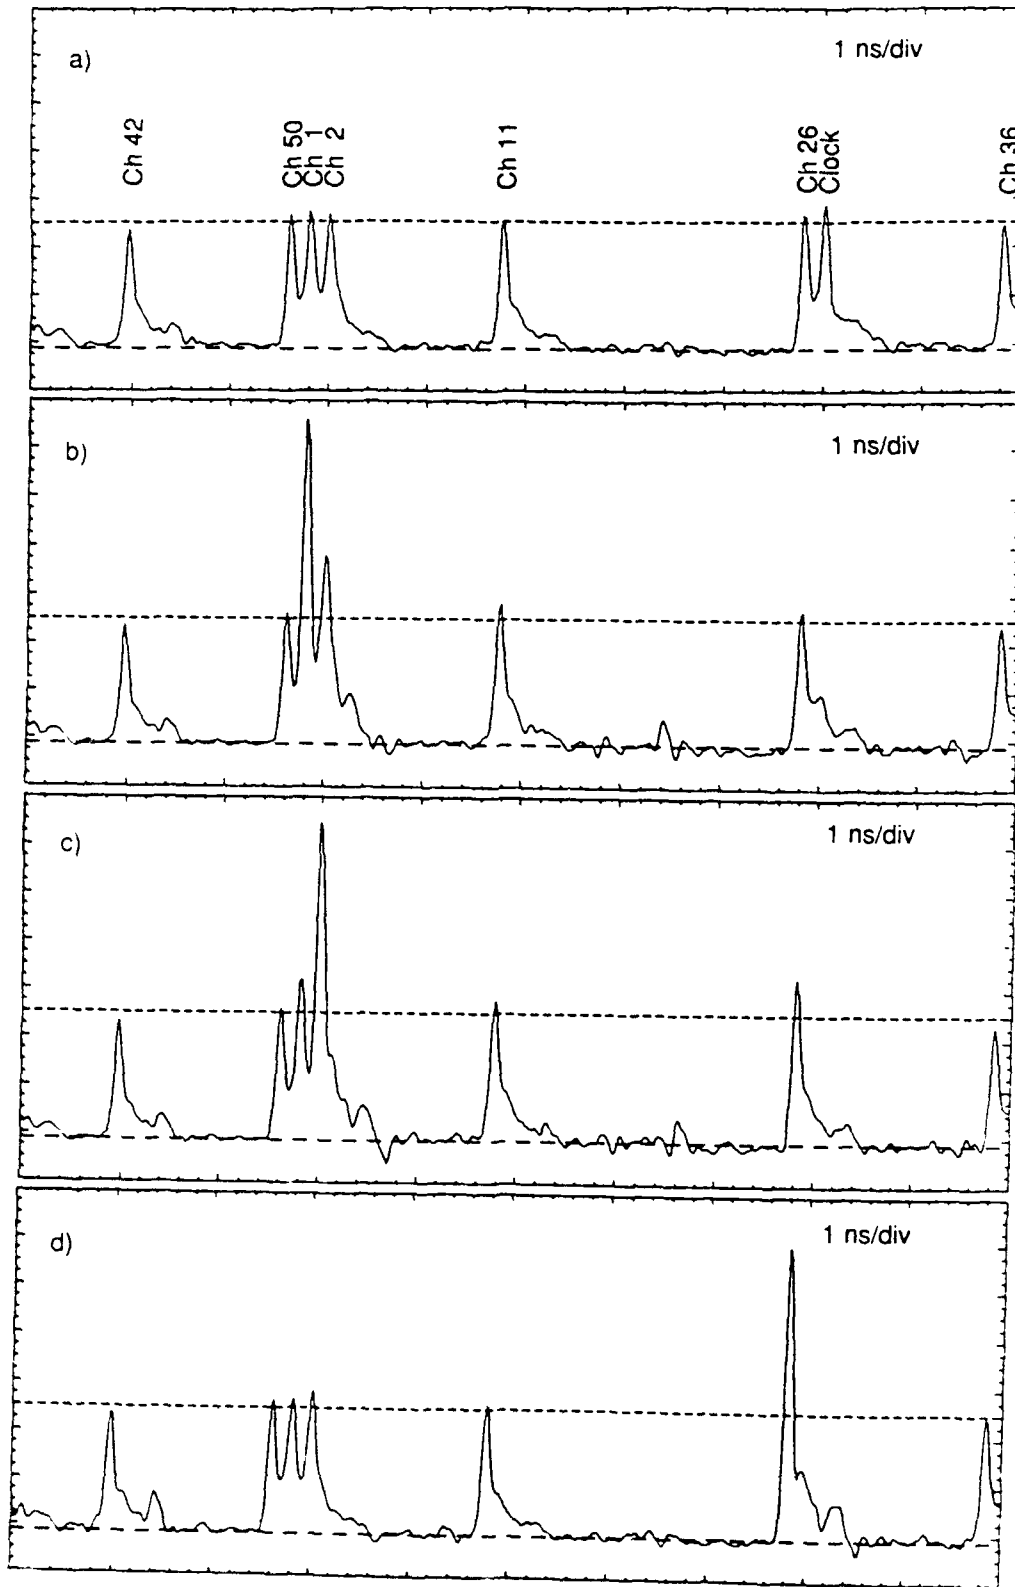 a)
1 ns/div
Ch 42
Ch 50
Ch 1
Ch 2
Ch 11
Ch 26
Clock
Ch 36
b)
1 ns/div
c)
1 ns/div
d)
1 ns/div